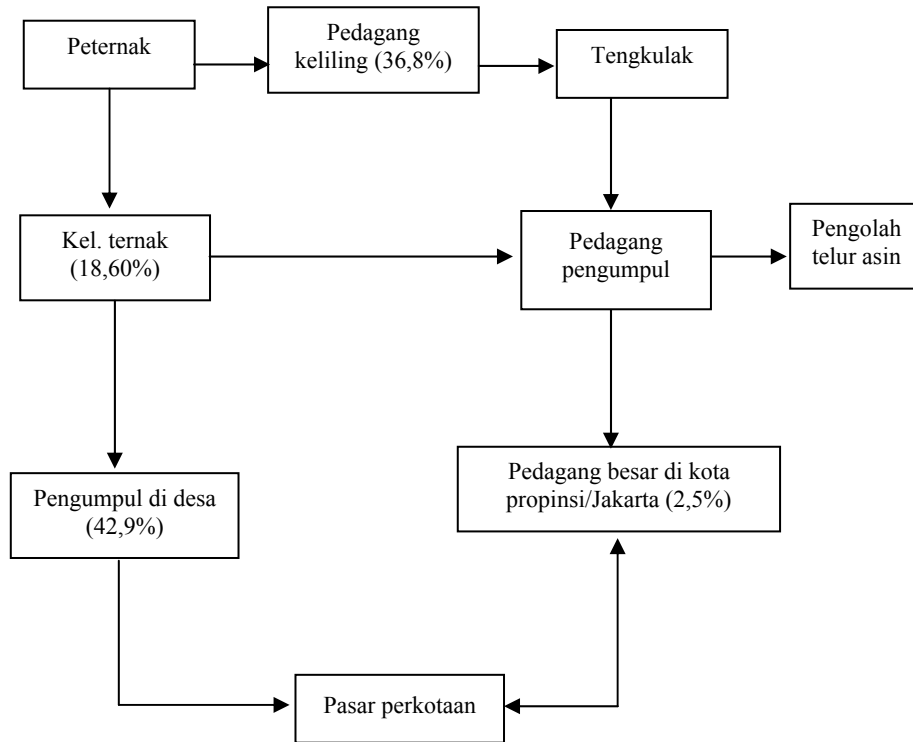 Peternak
Pedagang
keliling (36,8%)
Tengkulak
Kel. ternak
(18,60%)
Pedagang
pengumpul
Pengolah
telur asin
Pengumpul di desa
(42,9%)
Pedagang besar di kota
propinsi/Jakarta (2,5%)
Pasar perkotaan